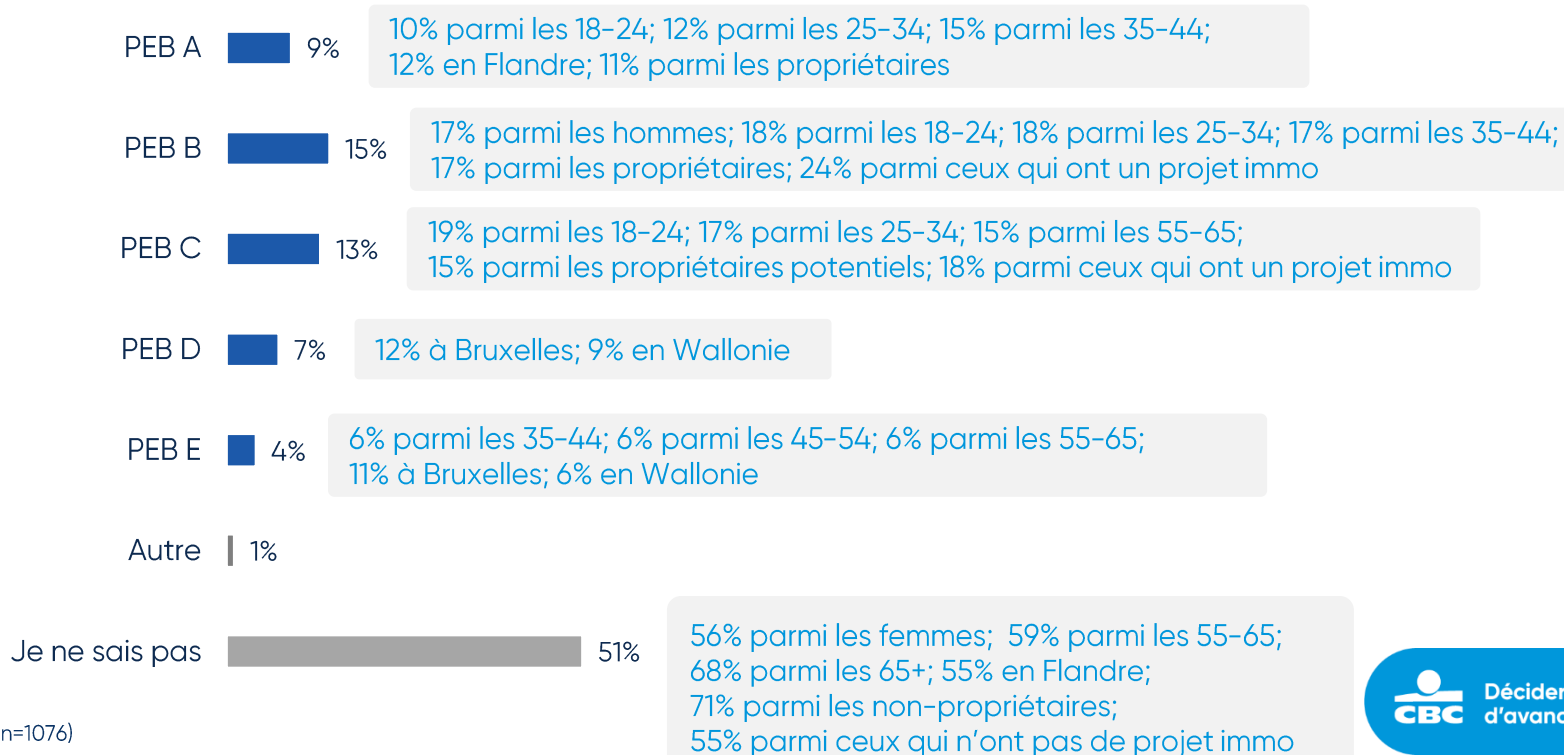 PEB A
9%
10% parmi les 18-24; 12% parmi les 25-34; 15% parmi les 35-44;
12% en Flandre; 11% parmi les propriétaires
PEB B
15%
17% parmi les hommes; 18% parmi les 18-24; 18% parmi les 25-34; 17% parmi les 35-44;
17% parmi les propriétaires; 24% parmi ceux qui ont un projet immo
PEB C
13%
19% parmi les 18-24; 17% parmi les 25-34; 15% parmi les 55-65;
15% parmi les propriétaires potentiels; 18% parmi ceux qui ont un projet immo
PEB D
7%
12% à Bruxelles; 9% en Wallonie
PEB E
4%
6% parmi les 35-44; 6% parmi les 45-54; 6% parmi les 55-65;
11% à Bruxelles; 6% en Wallonie
Autre
1%
Je ne sais pas
51%
56% parmi les femmes; 59% parmi les 55-65;
68% parmi les 65+; 55% en Flandre;
71% parmi les non-propriétaires;
55% parmi ceux qui n'ont pas de projet immo
n=1076)
CBC
Décider
d'avanc